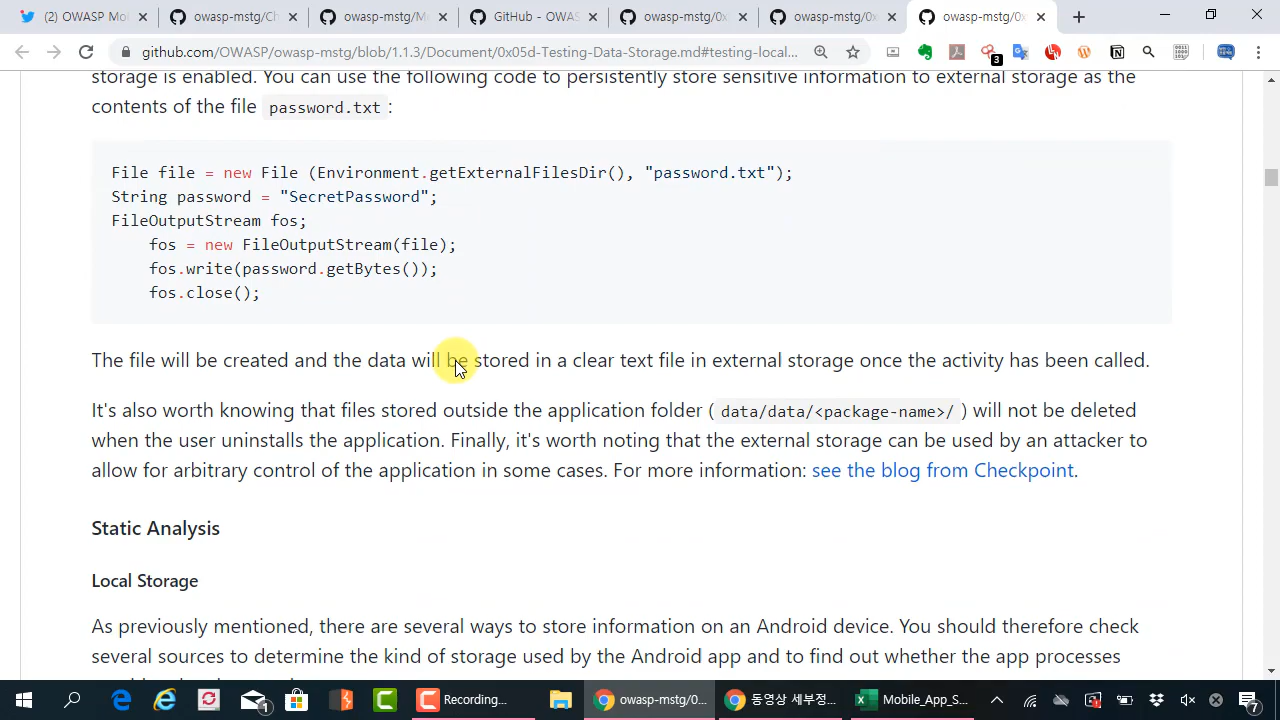 (2) OWASP Mo
owasp-mstg/Cl
owasp-mstg/M
GitHub - OWAS
owasp-mstg/0
owasp-mstg/0
owasp-mstg/0
github.com/OWASP/owasp-mstg/blob/1.1.3/Document/0x05d-Testing-Data-Storage.md#testing-local...
3
storage is enabled. You can use the following code to persistently store sensitive information to external storage as the
contents of the file password.txt :
File file = new File (Environment.getExternalFilesDir(), "password.txt");
String password = "SecretPassword";
FileOutputStream fos;
fos = new FileOutputStream(file);
fos.write(password.getBytes());
fos.close();
The file will be created and the data will be stored in a clear text file in external storage once the activity has been called.
It's also worth knowing that files stored outside the application folder ( data/data/<package-name>/ ) will not be deleted
when the user uninstalls the application. Finally, it's worth noting that the external storage can be used by an attacker to
allow for arbitrary control of the application in some cases. For more information: see the blog from Checkpoint.
Static Analysis
Local Storage
As previously mentioned, there are several ways to store information on an Android device. You should therefore check
several sources to determine the kind of storage used by the Android app and to find out whether the app processes
1
Recording...
owasp-mstg/0...
동영상 세부정...
Mobile_App_S...
7